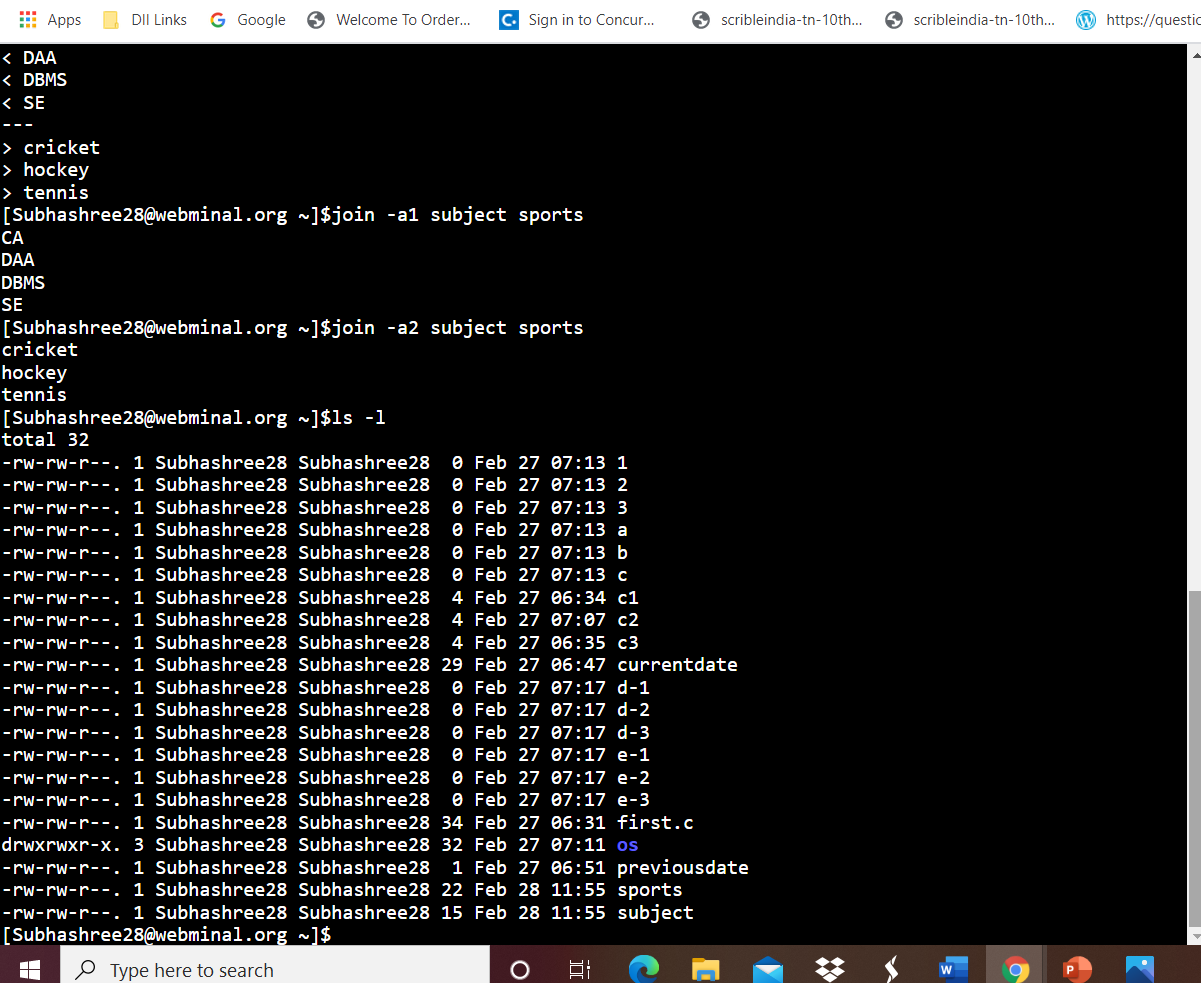 Apps Dll Links Google Welcome To Order... Sign in to Concur... scribleindia-tn-10th... scribleindia-tn-10th... https://questic
< DAA
< DBMS
< SE
---
> cricket
> hockey
> tennis
[Subhashree28@webminal.org ~]$join -a1 subject sports
CA
DAA
DBMS
SE
[Subhashree28@webminal.org ~]$join -a2 subject sports
cricket
hockey
tennis
[Subhashree28@webminal.org ~]$ls -l
total 32
-rw-rw-r--. 1 Subhashree28 Subhashree28  0 Feb 27 07:13 1
-rw-rw-r--. 1 Subhashree28 Subhashree28  0 Feb 27 07:13 2
-rw-rw-r--. 1 Subhashree28 Subhashree28  0 Feb 27 07:13 3
-rw-rw-r--. 1 Subhashree28 Subhashree28  0 Feb 27 07:13 a
-rw-rw-r--. 1 Subhashree28 Subhashree28  0 Feb 27 07:13 b
-rw-rw-r--. 1 Subhashree28 Subhashree28  0 Feb 27 07:13 c
-rw-rw-r--. 1 Subhashree28 Subhashree28  4 Feb 27 06:34 c1
-rw-rw-r--. 1 Subhashree28 Subhashree28  4 Feb 27 07:07 c2
-rw-rw-r--. 1 Subhashree28 Subhashree28  4 Feb 27 06:35 c3
-rw-rw-r--. 1 Subhashree28 Subhashree28 29 Feb 27 06:47 currentdate
-rw-rw-r--. 1 Subhashree28 Subhashree28  0 Feb 27 07:17 d-1
-rw-rw-r--. 1 Subhashree28 Subhashree28  0 Feb 27 07:17 d-2
-rw-rw-r--. 1 Subhashree28 Subhashree28  0 Feb 27 07:17 d-3
-rw-rw-r--. 1 Subhashree28 Subhashree28  0 Feb 27 07:17 e-1
-rw-rw-r--. 1 Subhashree28 Subhashree28  0 Feb 27 07:17 e-2
-rw-rw-r--. 1 Subhashree28 Subhashree28  0 Feb 27 07:17 e-3
-rw-rw-r--. 1 Subhashree28 Subhashree28 34 Feb 27 06:31 first.c
drwxrwxr-x. 3 Subhashree28 Subhashree28 32 Feb 27 07:11 os
-rw-rw-r--. 1 Subhashree28 Subhashree28  1 Feb 27 06:51 previousdate
-rw-rw-r--. 1 Subhashree28 Subhashree28 22 Feb 28 11:55 sports
-rw-rw-r--. 1 Subhashree28 Subhashree28 15 Feb 28 11:55 subject
[Subhashree28@webminal.org ~]$
Type here to search